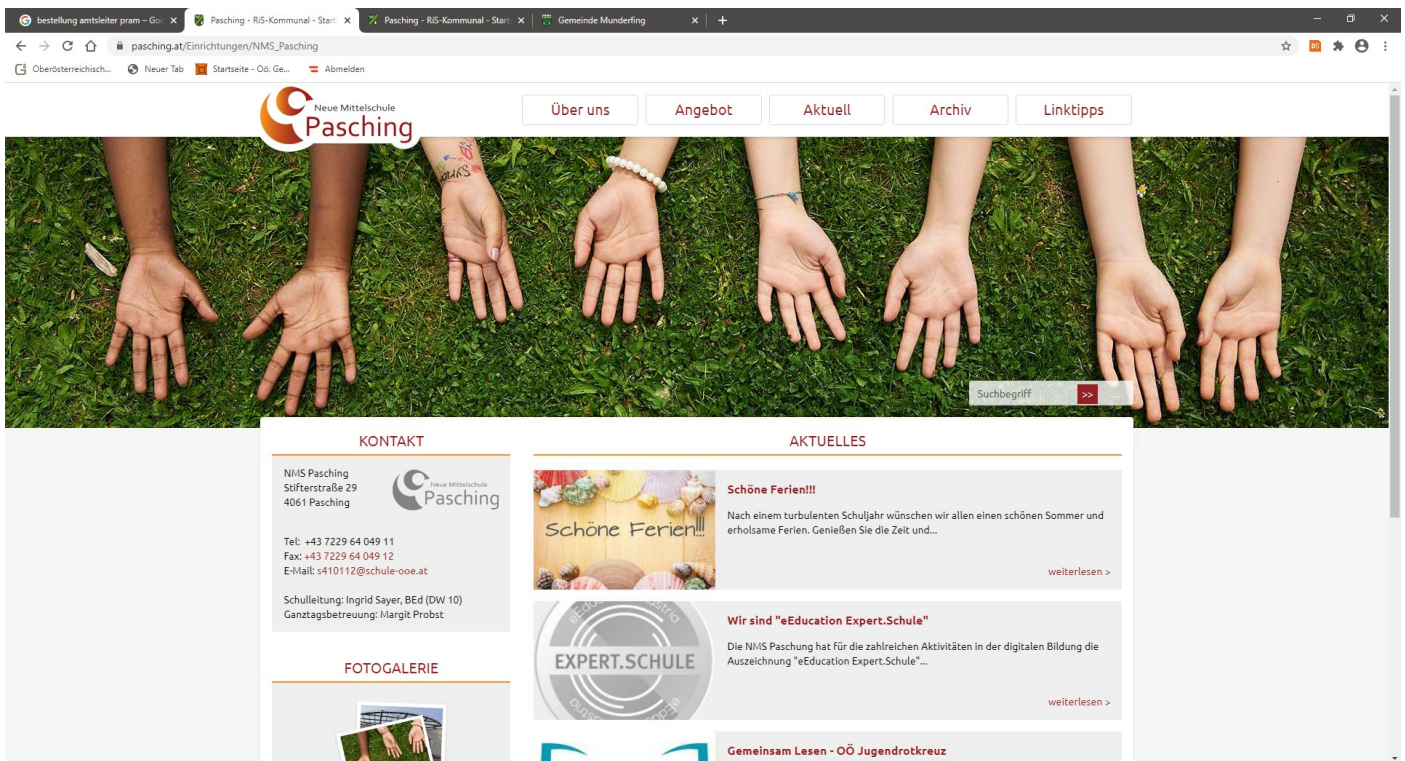 bestellung amtsleiter pram – Goo
Pasching - RiS-Kommunal - Start
Pasching - RiS-Kommunal - Start
Gemeinde Munderfing
pasching.at/Einrichtungen/NMS_Pasching
Oberösterreichisch...
Neuer Tab
Startseite - Oö. Ge...
Abmelden
Neue Mittelschule
Pasching
Über uns
Angebot
Aktuell
Archiv
Linktipps
Suchbegriff >>
KONTAKT
NMS Pasching
Stifterstraße 29
4061 Pasching
Neue Mittelschule
Pasching
Tel: +43 7229 64 049 11
Fax: +43 7229 64 049 12
E-Mail: s410112@schule-ooe.at
Schulleitung: Ingrid Sayer, BEd (DW 10)
Ganztagsbetreuung: Margit Probst
FOTOGALERIE
AKTUELLES
Schöne Ferien!!!
Schöne Ferien!!!
Nach einem turbulenten Schuljahr wünschen wir allen einen schönen Sommer und
erholsame Ferien. Genießen Sie die Zeit und...
weiterlesen >
EXPERT.SCHULE
Wir sind "eEducation Expert.Schule"
Die NMS Paschung hat für die zahlreichen Aktivitäten in der digitalen Bildung die
Auszeichnung "eEducation Expert.Schule"...
weiterlesen >
Gemeinsam Lesen - OÖ Jugendrotkreuz